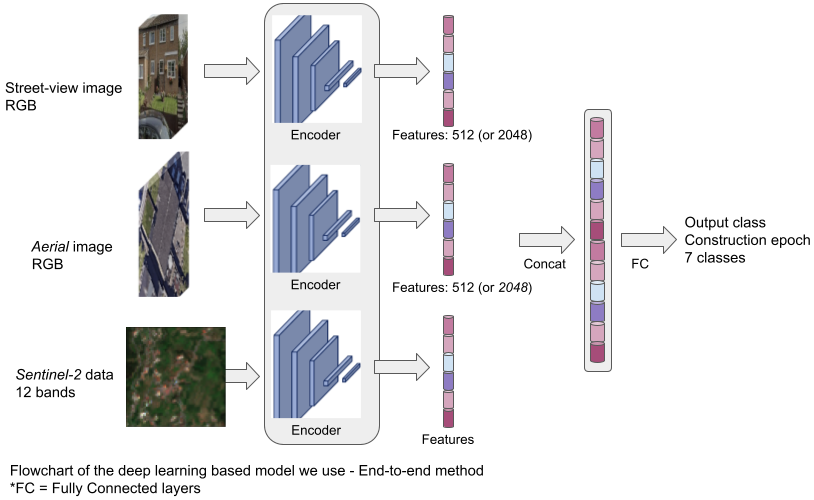 Street-view image
RGB
Encoder
Features: 512 (or 2048)
Aerial image
RGB
Encoder
Features: 512 (or 2048)
Sentinel-2 data
12 bands
Encoder
Features
Concat
FC
Output class
Construction epoch
7 classes
Flowchart of the deep learning based model we use - End-to-end method
*FC = Fully Connected layers